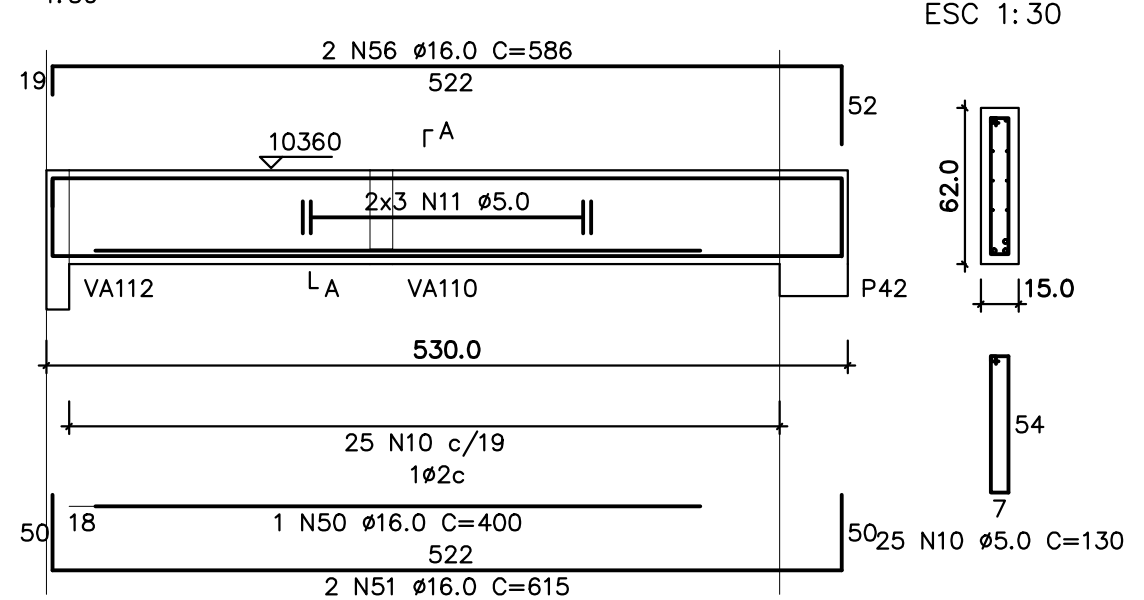 ESC 1:30
2 N56 ø16.0 C=586
19
522
52
A
10360
2x3 N11 ø5.0
62.0
VA112
A
VA110
P42
15.0
530.0
25 N10 c/19
1ø2c
54
7
18
1 N50 ø16.0 C=400
50
522
50
25 N10 ø5.0 C=130
2 N51 ø16.0 C=615